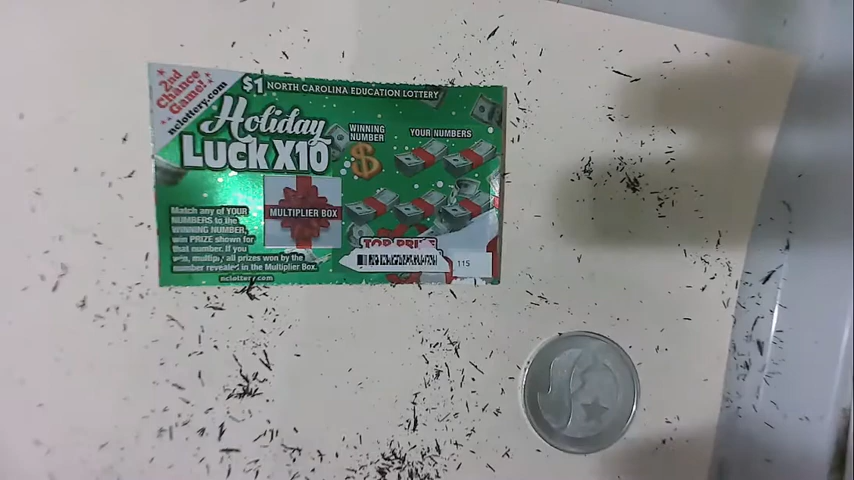 2nd
Chance
Game!
nclottery.com
$1 NORTH CAROLINA EDUCATION LOTTERY
Holiday
LUCK X10
WINNING
NUMBER
YOUR NUMBERS
MULTIPLIER BOX
Match any of YOUR
NUMBERS to the
WINNING NUMBER,
win PRIZE shown for
that number. If you
win, multiply all prizes won by the
number revealed in the Multiplier Box.
nclottery.com
TOP PRIZE
115